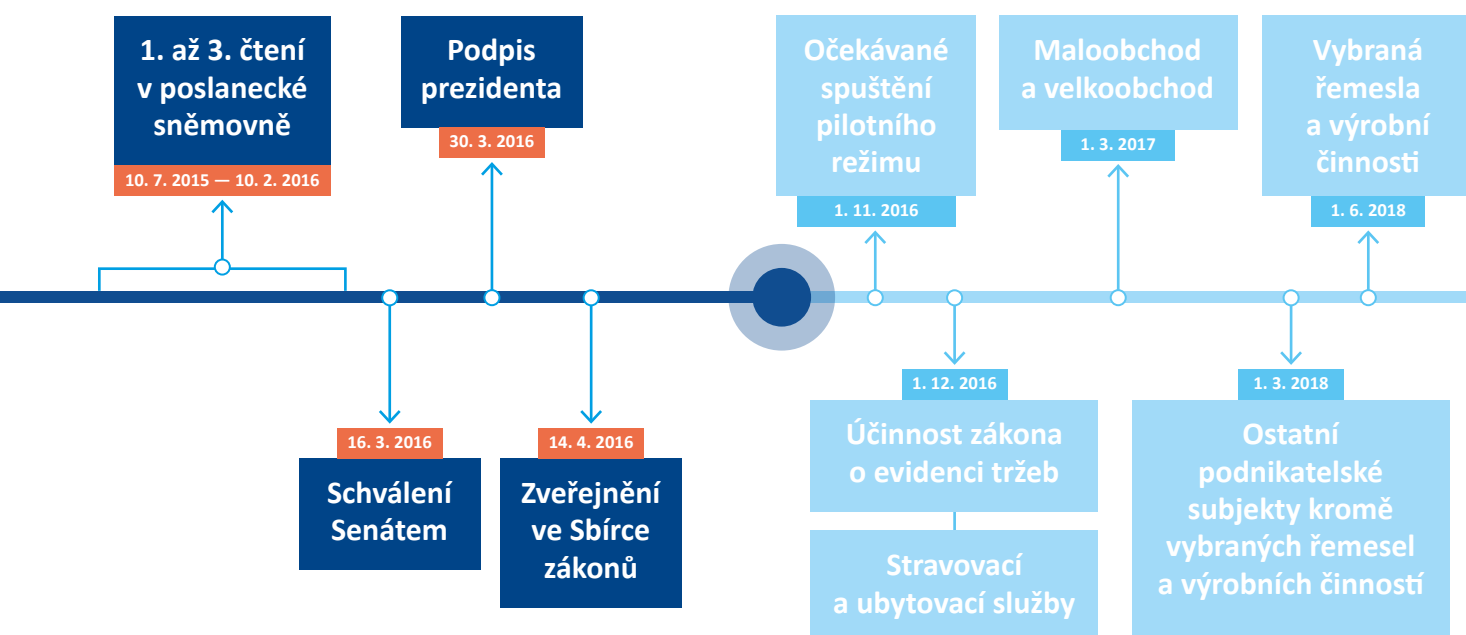 1. až 3. čtení
v poslanecké
sněmovně
10. 7. 2015 — 10. 2. 2016
Podpis
prezidenta
30. 3. 2016
Očekávané
spuštění
pilotního
režimu
1. 11. 2016
Maloobchod
a velkoobchod
1. 3. 2017
Vybraná
řemesla
a výrobní
činnosti
1. 6. 2018
16. 3. 2016
Schválení
Senátem
14. 4. 2016
Zveřejnění
ve Sbírce
zákonů
1. 12. 2016
Účinnost zákona
o evidenci tržeb
Stravovací
a ubytovací služby
1. 3. 2018
Ostatní
podnikatelské
subjekty kromě
vybraných řemesel
a výrobních činností